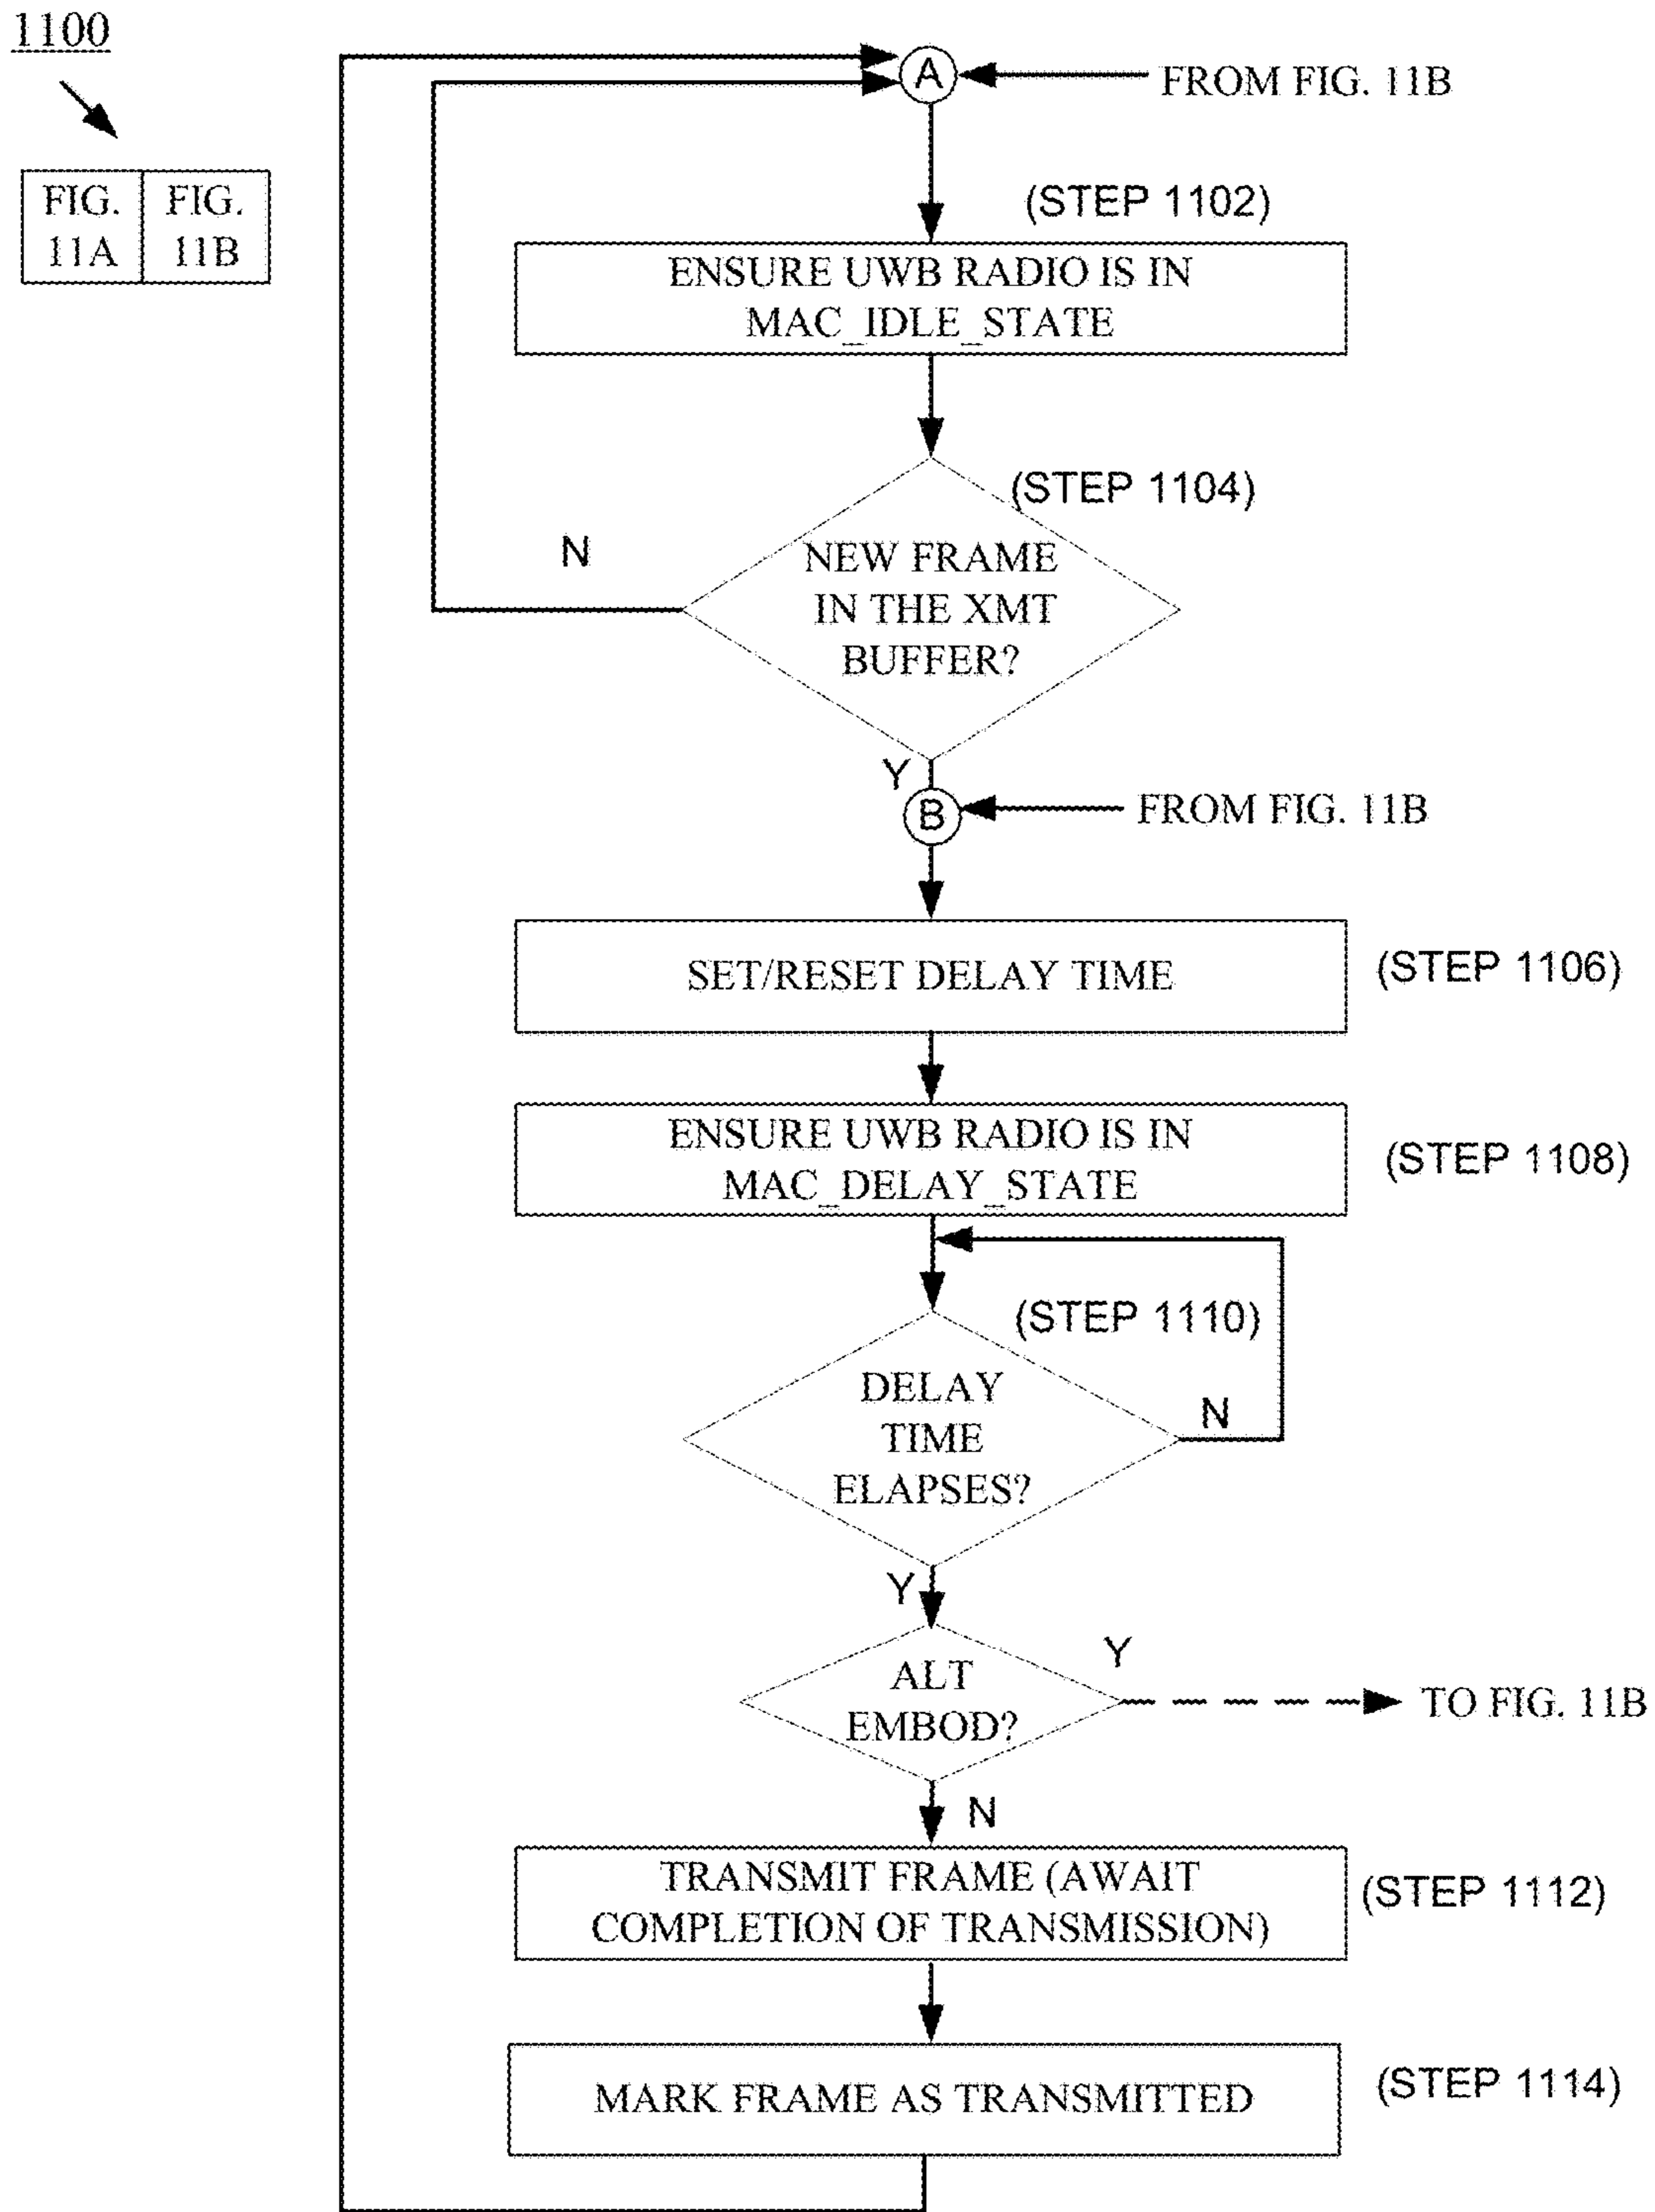 1100
FIG. 11A
FIG. 11B
A
FROM FIG. 11B
(STEP 1102)
ENSURE UWB RADIO IS IN
MAC_IDLE_STATE
(STEP 1104)
N
NEW FRAME
IN THE XMT
BUFFER?
Y
B
FROM FIG. 11B
SET/RESET DELAY TIME
(STEP 1106)
ENSURE UWB RADIO IS IN
MAC_DELAY_STATE
(STEP 1108)
(STEP 1110)
DELAY
TIME
ELAPSES?
N
Y
ALT
EMBOD?
Y
TO FIG. 11B
N
TRANSMIT FRAME (AWAIT
COMPLETION OF TRANSMISSION)
(STEP 1112)
MARK FRAME AS TRANSMITTED
(STEP 1114)